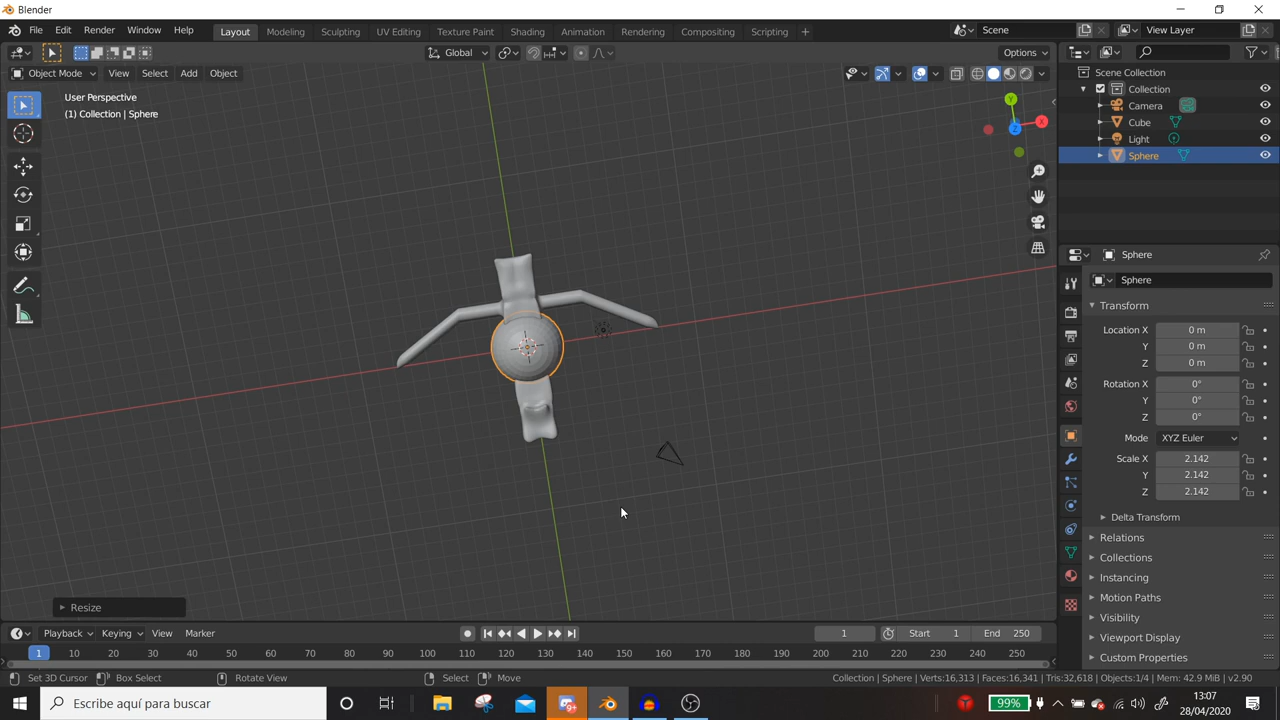 Blender
File Edit Render Window Help Layout Modeling Sculpting UV Editing Texture Paint Shading Animation Rendering Compositing Scripting + Scene View Layer
Global Options
Object Mode View Select Add Object
User Perspective
(1) Collection | Sphere
Y
X
Z
Scene Collection
Collection
Camera
Cube
Light
Sphere
Sphere
Sphere
Transform
Location X 0 m
Y 0 m
Z 0 m
Rotation X 0°
Y 0°
Z 0°
Mode XYZ Euler
Scale X 2.142
Y 2.142
Z 2.142
Delta Transform
Relations
Collections
Instancing
Motion Paths
Visibility
Viewport Display
Custom Properties
Resize
Playback Keying View Marker 1 Start 1 End 250
1 10 20 30 40 50 60 70 80 90 100 110 120 130 140 150 160 170 180 190 200 210 220 230 240 250
Set 3D Cursor Box Select Rotate View Select Move Collection | Sphere | Verts:16,313 | Faces:16,341 | Tris:32,618 | Objects:1/4 | Mem: 42.9 MiB | v2.90
Escribe aquí para buscar 99% 13:07
28/04/2020